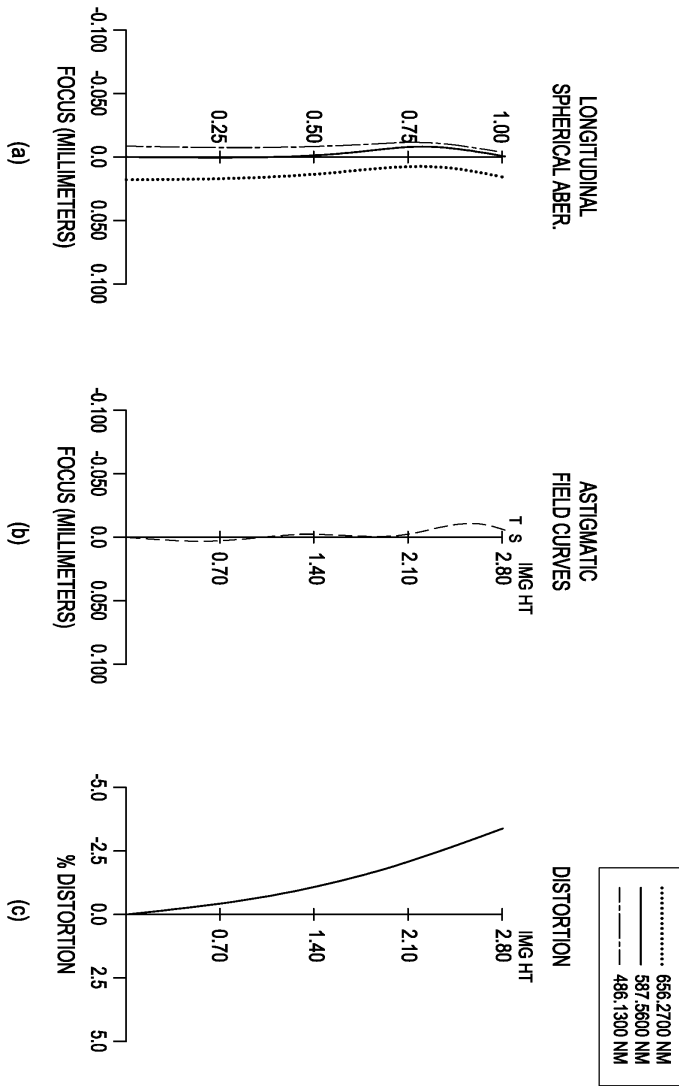 656.2700 NM
587.5600 NM
486.1300 NM
LONGITUDINAL
SPHERICAL ABER.
1.00
0.75
0.50
0.25
-0.100
-0.050
0.0
0.050
0.100
FOCUS (MILLIMETERS)
(a)
ASTIGMATIC
FIELD CURVES
T S
IMG HT
2.80
2.10
1.40
0.70
-0.100
-0.050
0.0
0.050
0.100
FOCUS (MILLIMETERS)
(b)
DISTORTION
IMG HT
2.80
2.10
1.40
0.70
-5.0
-2.5
0.0
2.5
5.0
% DISTORTION
(c)